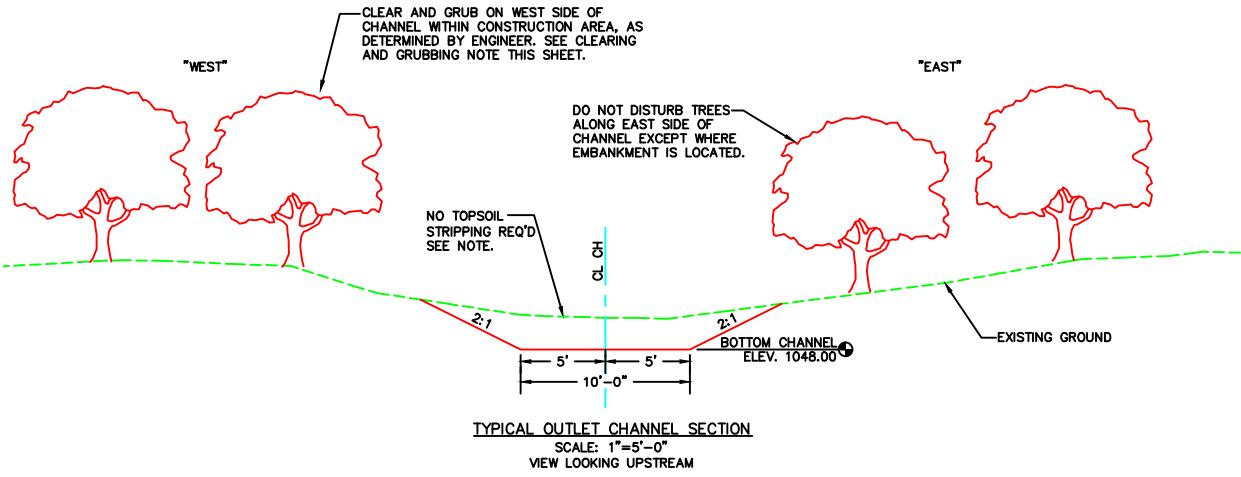 CLEAR AND GRUB ON WEST SIDE OF
CHANNEL WITHIN CONSTRUCTION AREA, AS
DETERMINED BY ENGINEER. SEE CLEARING
AND GRUBBING NOTE THIS SHEET.
"WEST"
"EAST"
DO NOT DISTURB TREES
ALONG EAST SIDE OF
CHANNEL EXCEPT WHERE
EMBANKMENT IS LOCATED.
NO TOPSOIL
STRIPPING REQ'D
SEE NOTE.
CL CH
2:1
2:1
EXISTING GROUND
BOTTOM CHANNEL
ELEV. 1048.00
5'
5'
10'-0"
TYPICAL OUTLET CHANNEL SECTION
SCALE: 1"=5'-0"
VIEW LOOKING UPSTREAM